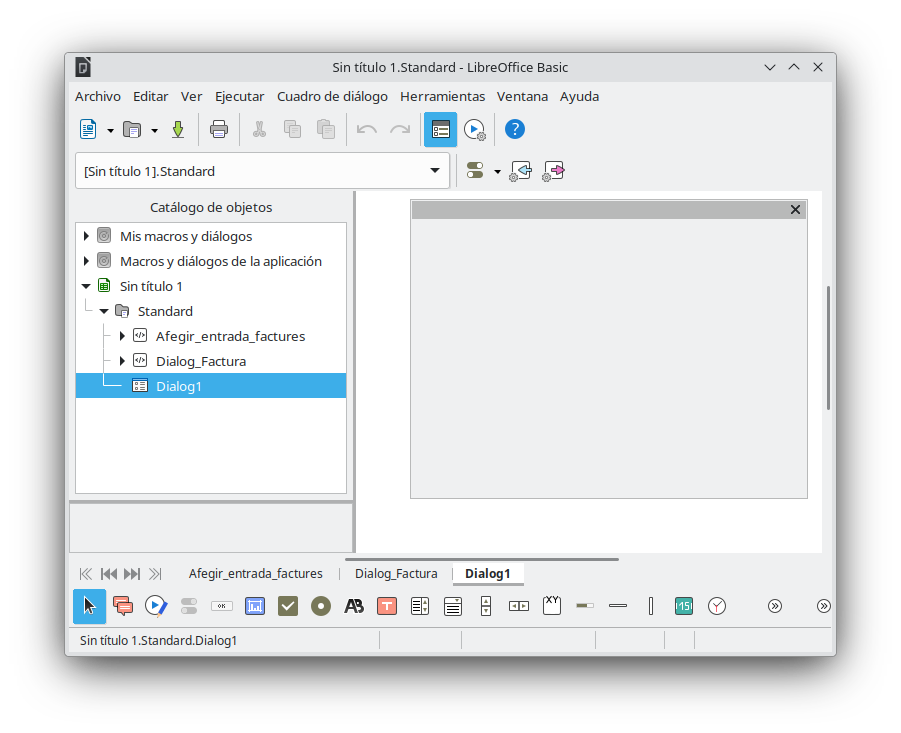 Sin título 1.Standard - LibreOffice Basic
Archivo Editar Ver Ejecutar Cuadro de diálogo Herramientas Ventana Ayuda
[Sin título 1].Standard
Catálogo de objetos
Mis macros y diálogos
Macros y diálogos de la aplicación
Sin título 1
Standard
Afegir_entrada_factures
Dialog_Factura
Dialog1
Afegir_entrada_factures Dialog_Factura Dialog1
OK AB T XY
Sin título 1.Standard.Dialog1